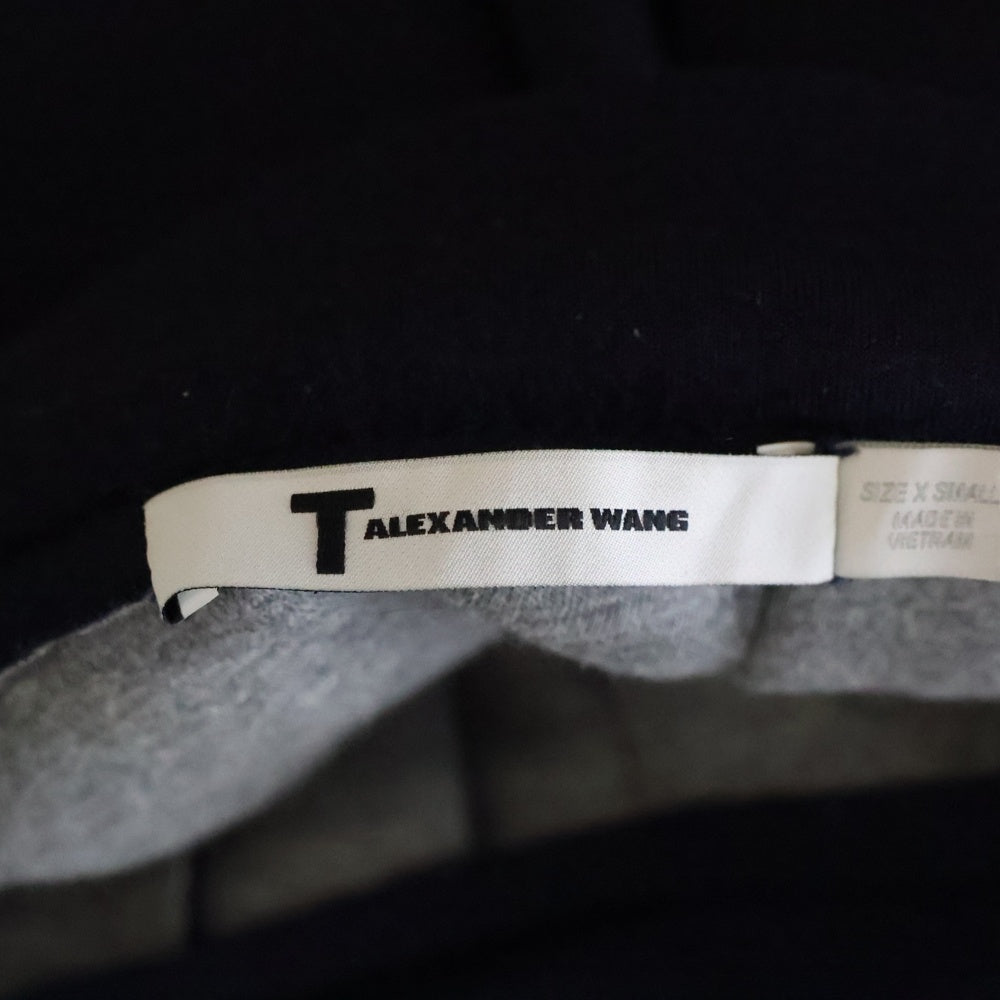 T ALEXANDER WANG
SIZE X SMALL
MADE IN
VIETNAM